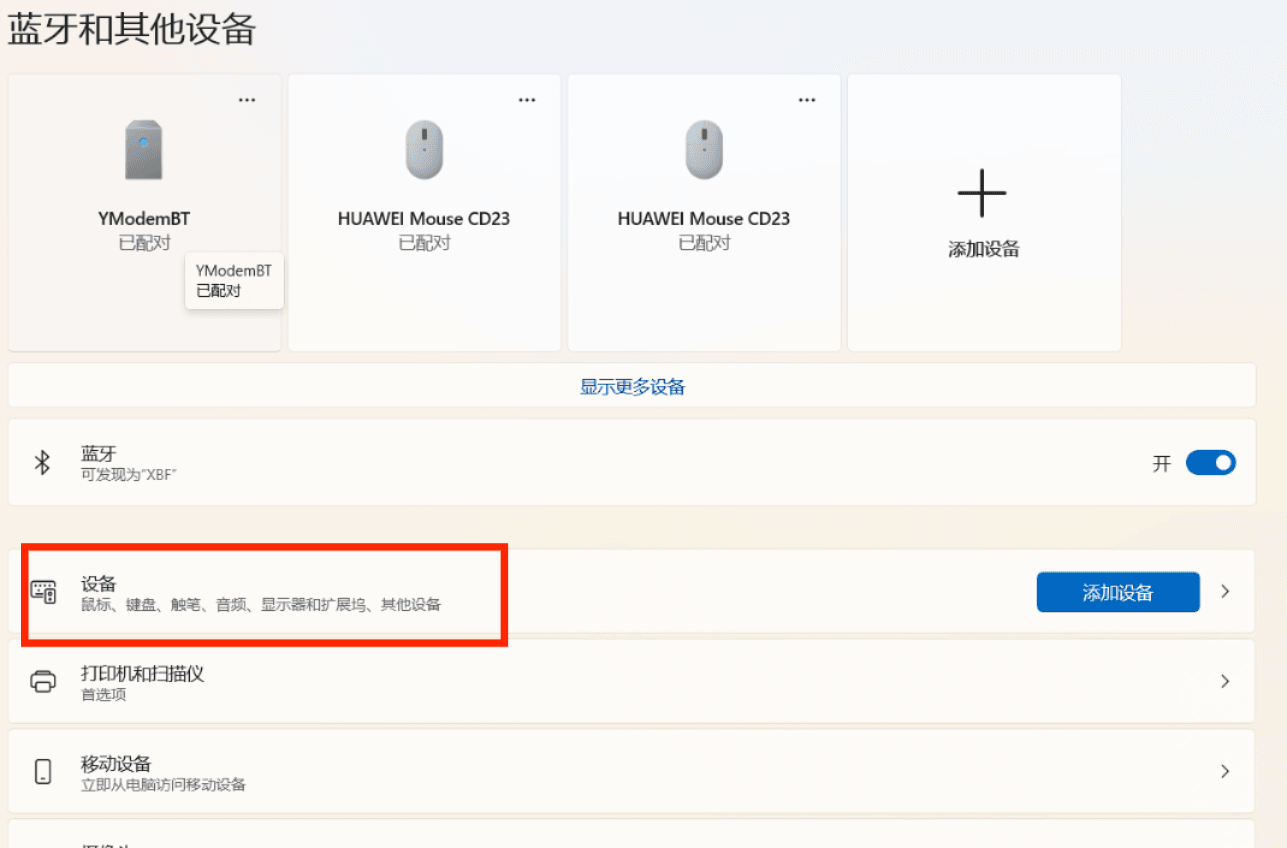 蓝牙和其他设备
YModemBT
已配对
YModemBT
已配对
HUAWEI Mouse CD23
已配对
HUAWEI Mouse CD23
已配对
添加设备
显示更多设备
蓝牙
可发现为"XBF"
开
设备
鼠标、键盘、触笔、音频、显示器和扩展坞、其他设备
添加设备
打印机和扫描仪
首选项
移动设备
立即从电脑访问移动设备